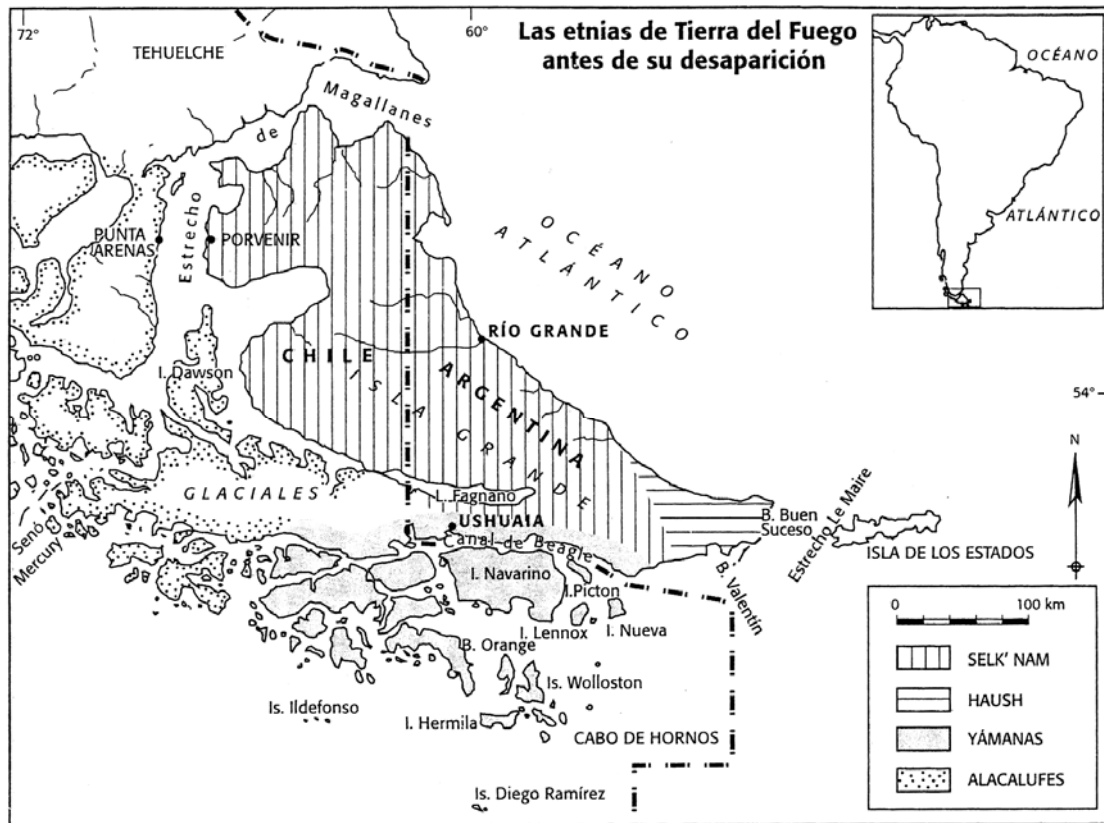 Las etnias de Tierra del Fuego
antes de su desaparición
72°
60°
TEHUELCHE
OCÉANO
ATLÁNTICO
Magallanes
de
Estrecho
PUNTA
ARENAS
PORVENIR
OCÉANO
ATLÁNTICO
RÍO GRANDE
CHILE
ARGENTINA
ISLA
GRANDE
I. Dawson
54°
N
GLACIALES
L. Fagnano
USHUAIA
Canal de Beagle
B. Buen
Suceso
Estrecho Le Maire
ISLA DE LOS ESTADOS
Senó
Mercury
I. Navarino
I.Picton
B. Valentín
I. Lennox
I. Nueva
B. Orange
Is. Wolloston
Is. Ildefonso
I. Hermila
CABO DE HORNOS
Is. Diego Ramírez
0
100 km
SELK' NAM
HAUSH
YÁMANAS
ALACALUFES